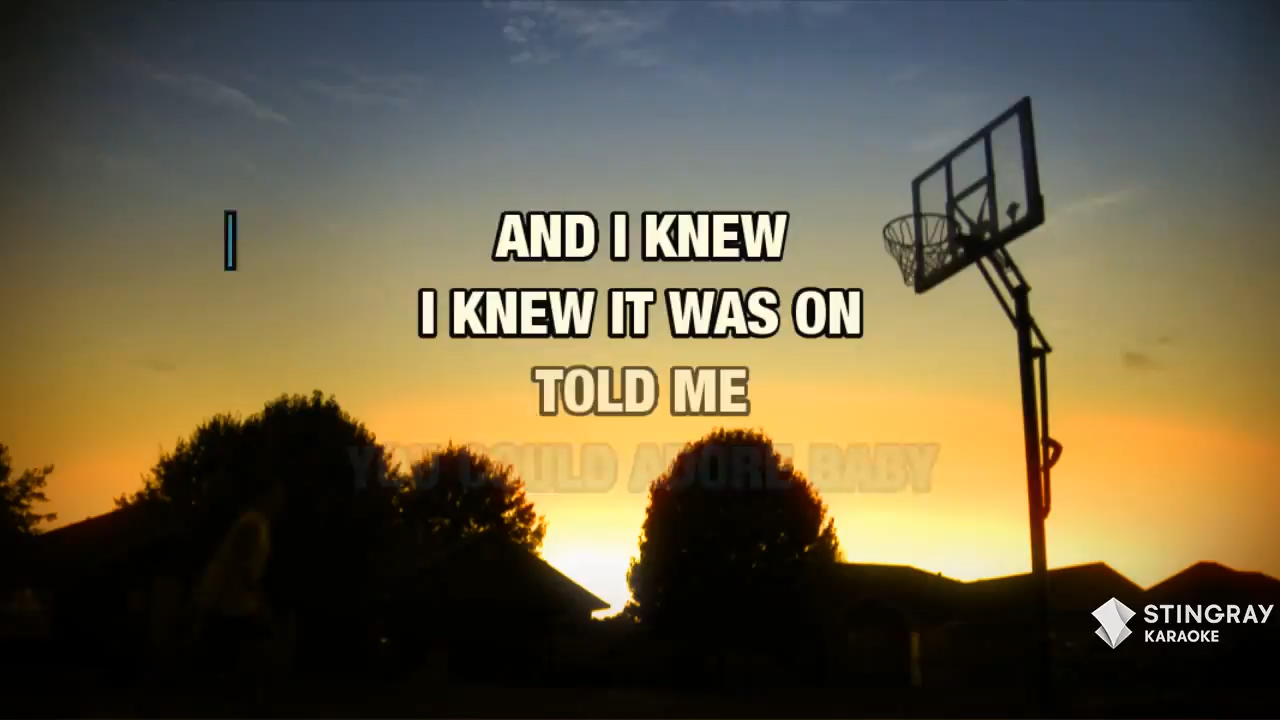 AND I KNEW
I KNEW IT WAS ON
TOLD ME
YOU COULD ADORE BABY
STINGRAY
KARAOKE